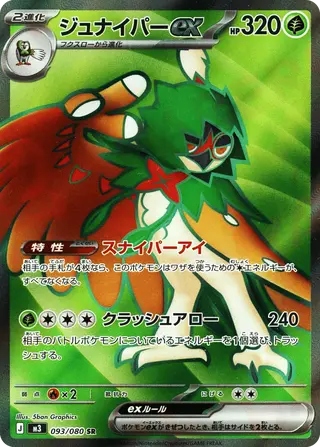 2進化 ジュナイパーex HP320
フクスローから進化
特性 スナイパーアイ
相手の手札が4枚なら、このポケモンはワザを使うためのエネルギーが、
すべてなくなる。
クラッシュアロー 240
相手のバトルポケモンについているエネルギーを1個選び、トラ
ッシュする。
弱点 ×2 抵抗力 にげる
Illus. 5ban Graphics
exルール
ポケモンexがきぜつしたとき、相手はサイドを2枚とる。
J m3 093/080 SR